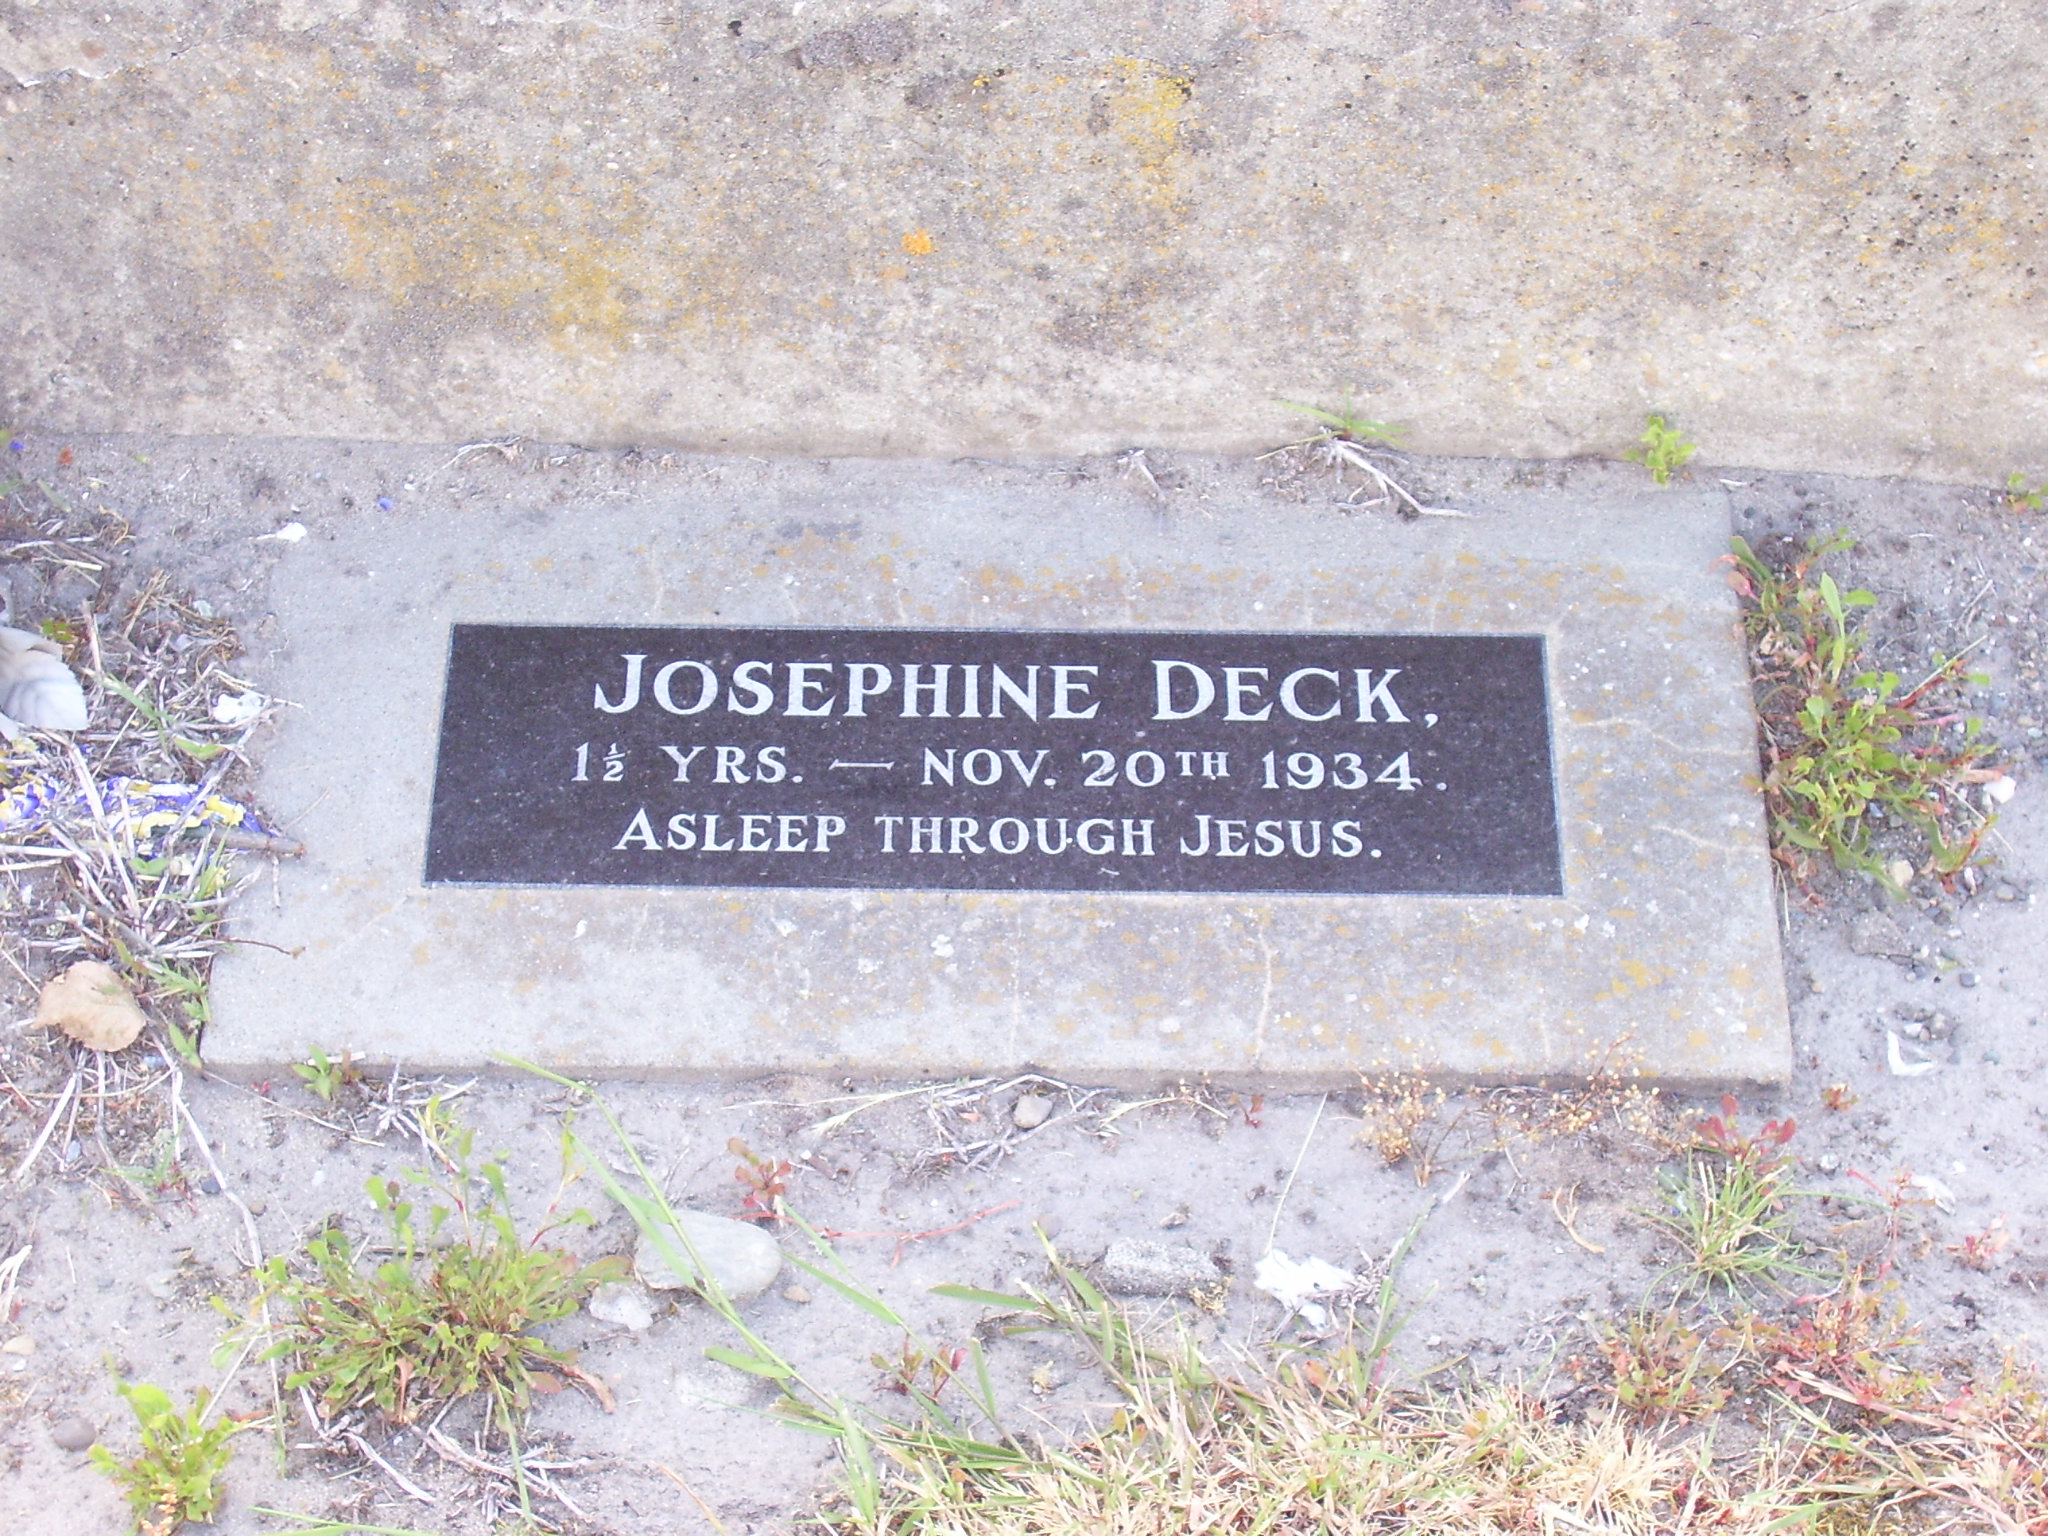 JOSEPHINE DECK,
1½ YRS. — NOV. 20TH 1934.
ASLEEP THROUGH JESUS.